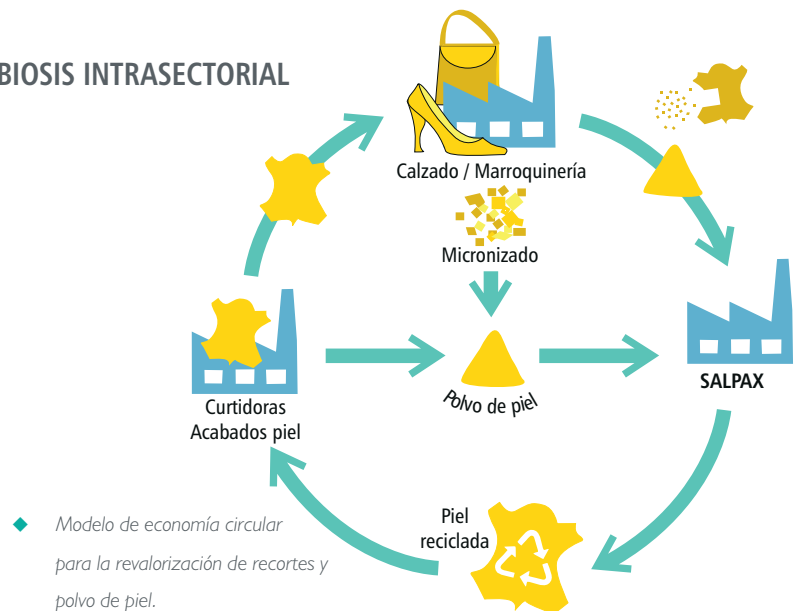 BIOSIS INTRASECTORIAL
Calzado / Marroquinería
Micronizado
SALPAX
Polvo de piel
Curtidoras
Acabados piel
Piel
reciclada
◆ Modelo de economía circular
para la revalorización de recortes y
polvo de piel.